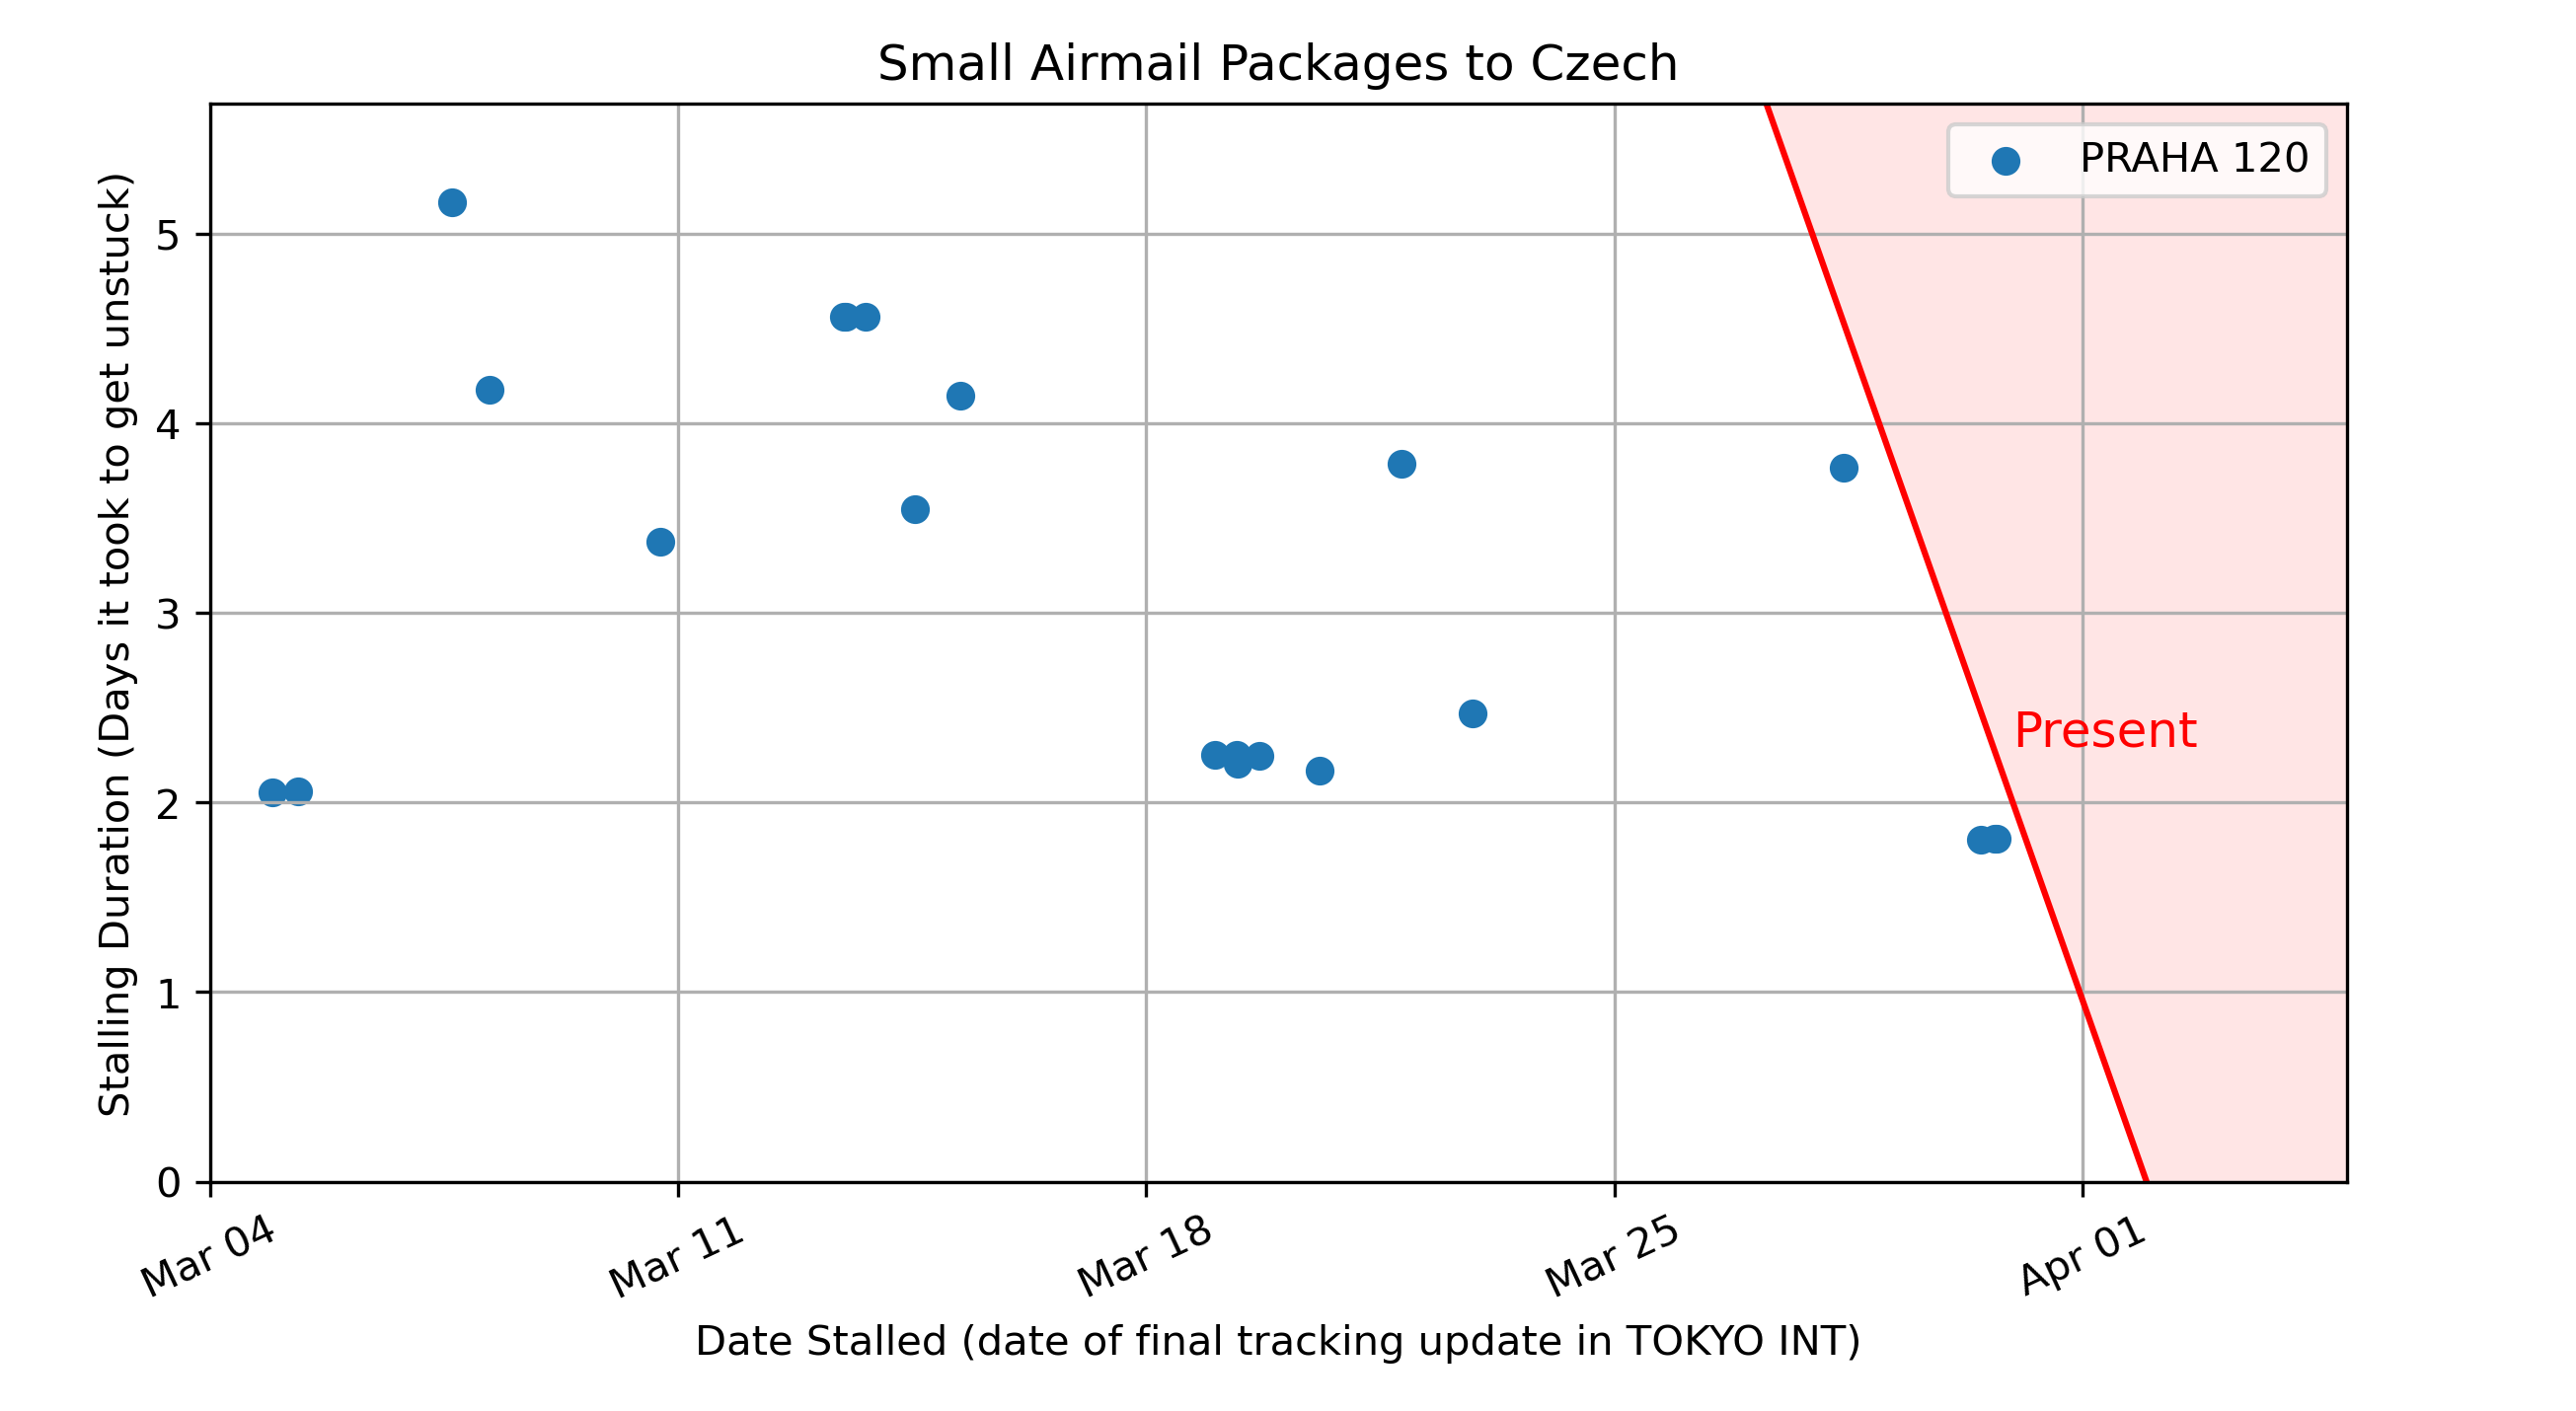 Small Airmail Packages to Czech
PRAHA 120
Present
Stalling Duration (Days it took to get unstuck)
5
4
3
2
1
0
Mar 04
Mar 11
Mar 18
Mar 25
Apr 01
Date Stalled (date of final tracking update in TOKYO INT)